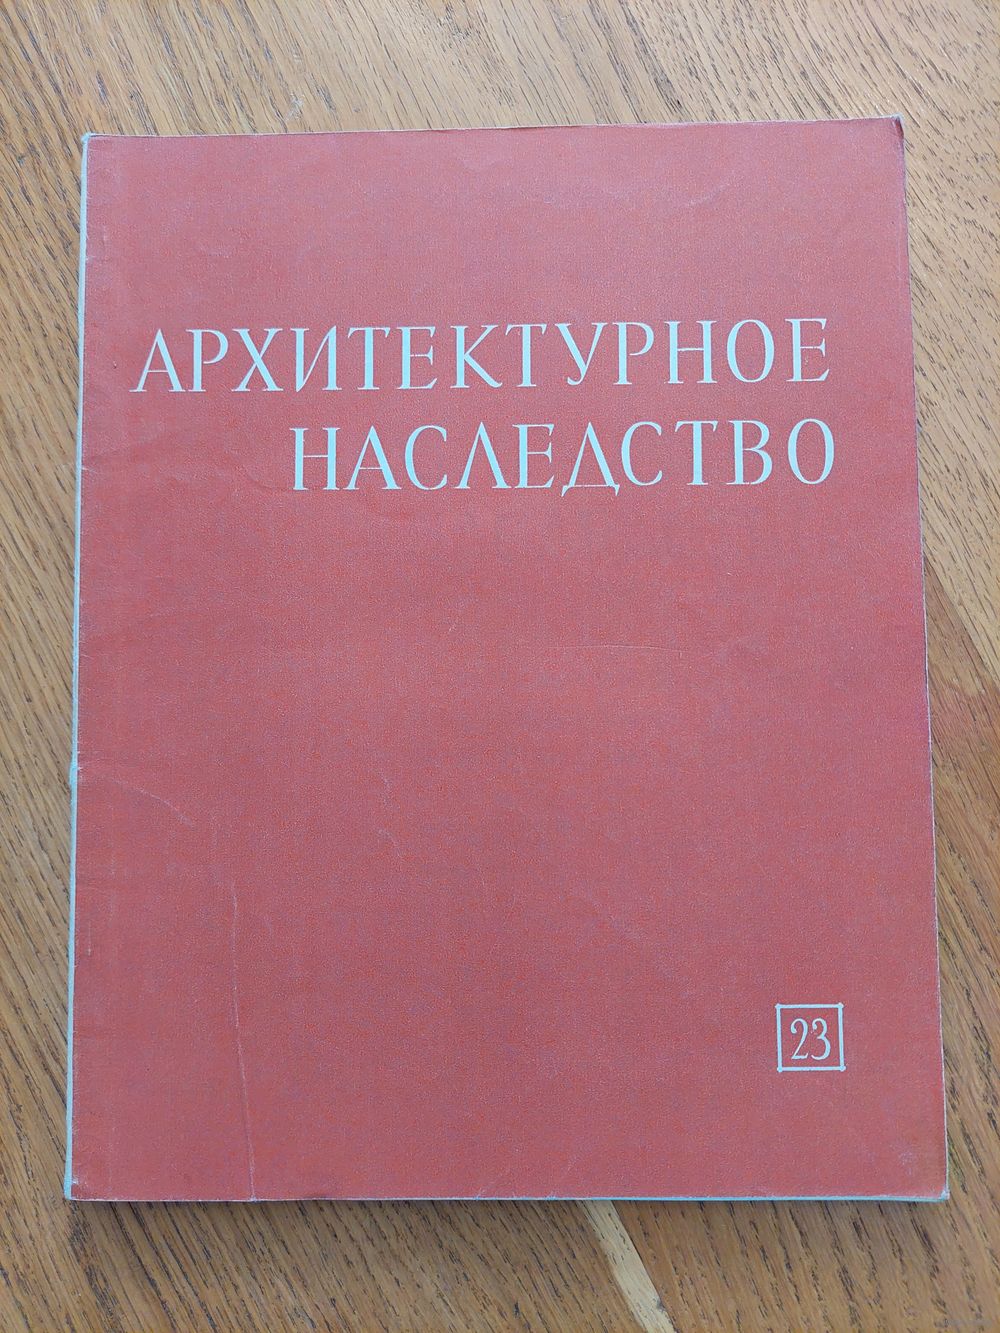 АРХИТЕКТУРНОЕ
НАСЛЕДСТВО
23